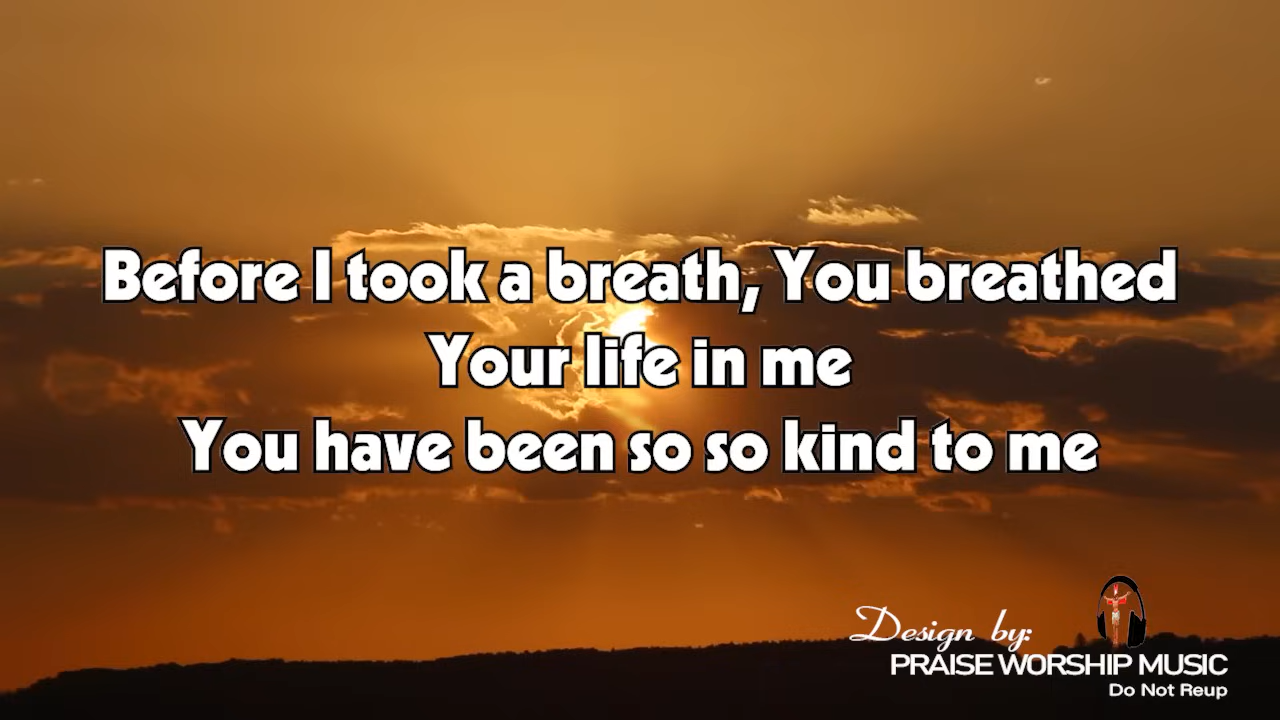 Before I took a breath, You breathed
Your life in me
You have been so so kind to me
Design by:
PRAISE WORSHIP MUSIC
Do Not Reup